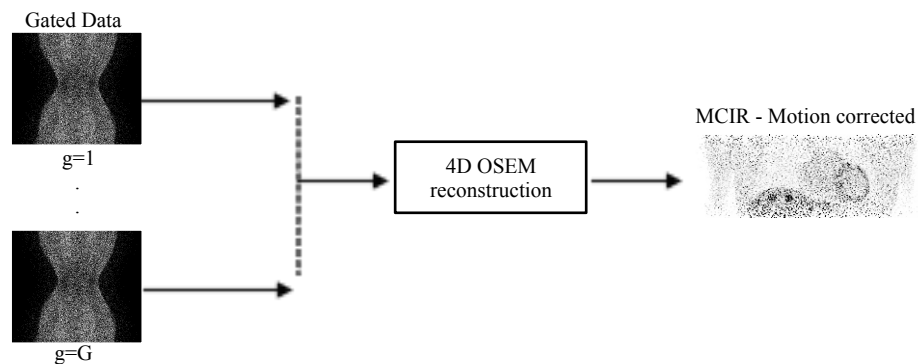 Gated Data
g=1
.
.
g=G
4D OSEM
reconstruction
MCIR - Motion corrected